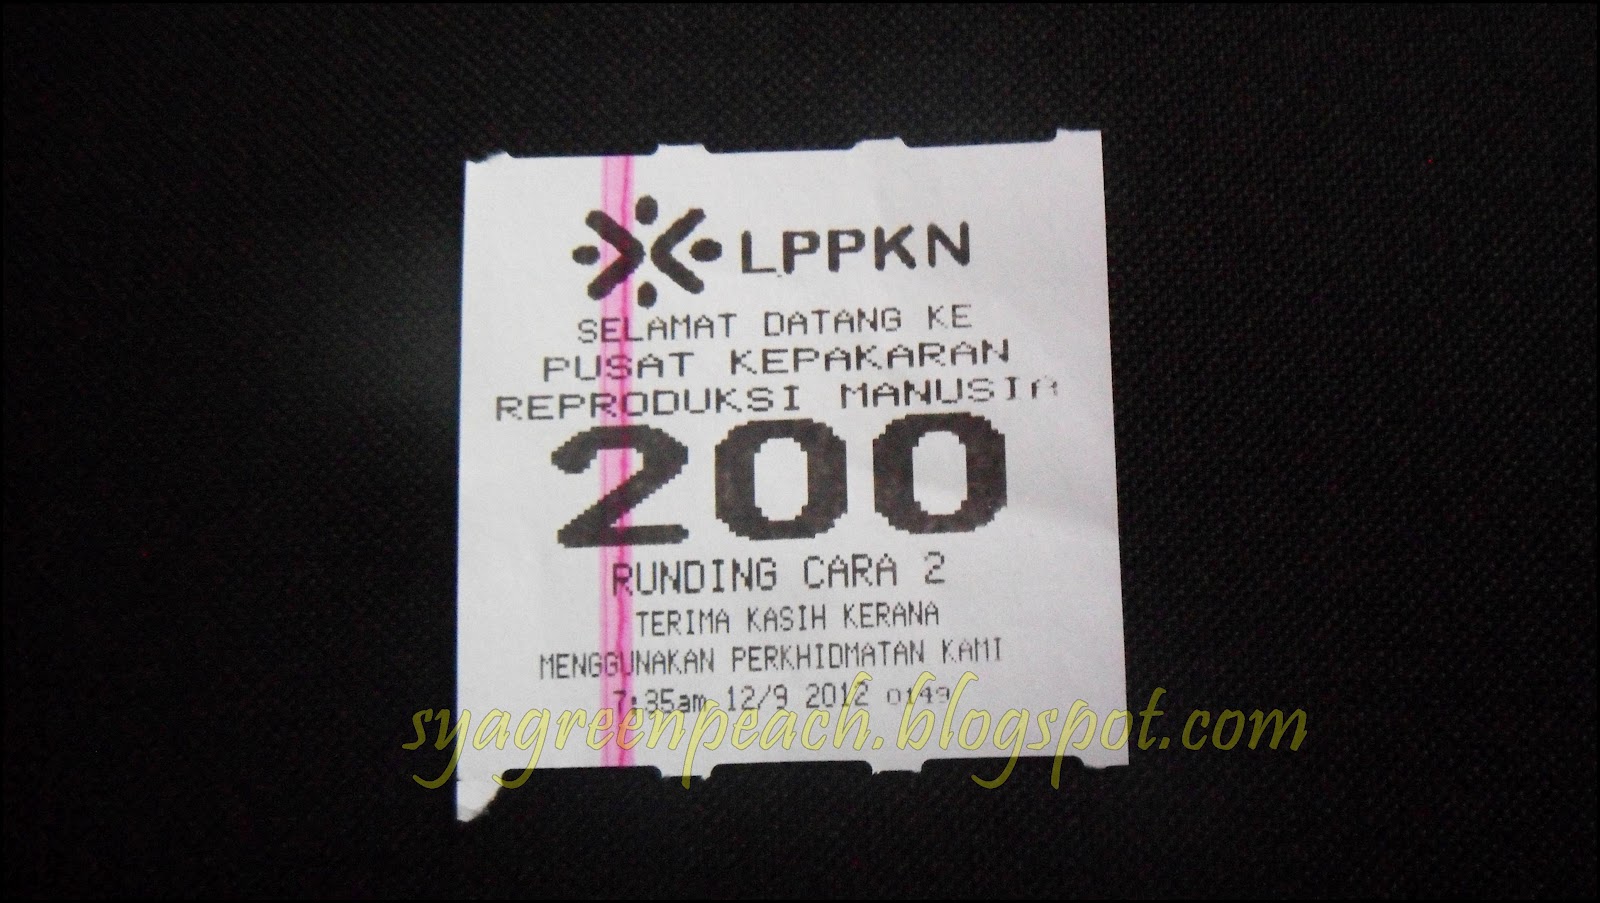 LPPKN
SELAMAT DATANG KE
PUSAT KEPAKARAN
REPRODUKSI MANUSIA
200
RUNDING CARA 2
TERIMA KASIH KERANA
MENGGUNAKAN PERKHIDMATAN KAMI
7:35am 12/9 2012 0149
syagreenpeach.blogspot.com